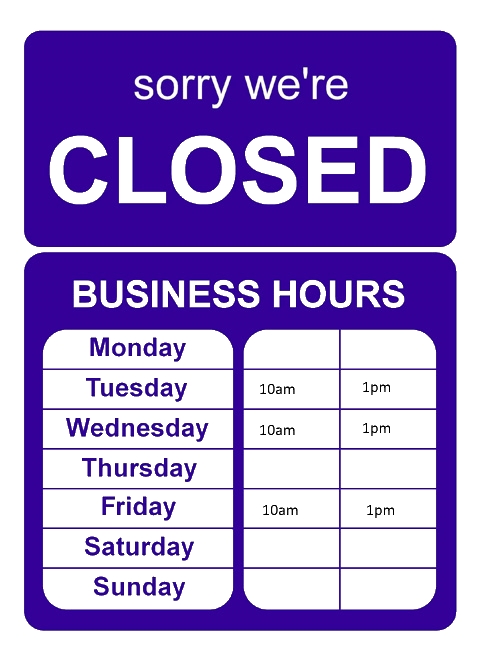 sorry we're
CLOSED
BUSINESS HOURS
Monday
Tuesday 10am 1pm
Wednesday 10am 1pm
Thursday
Friday 10am 1pm
Saturday
Sunday